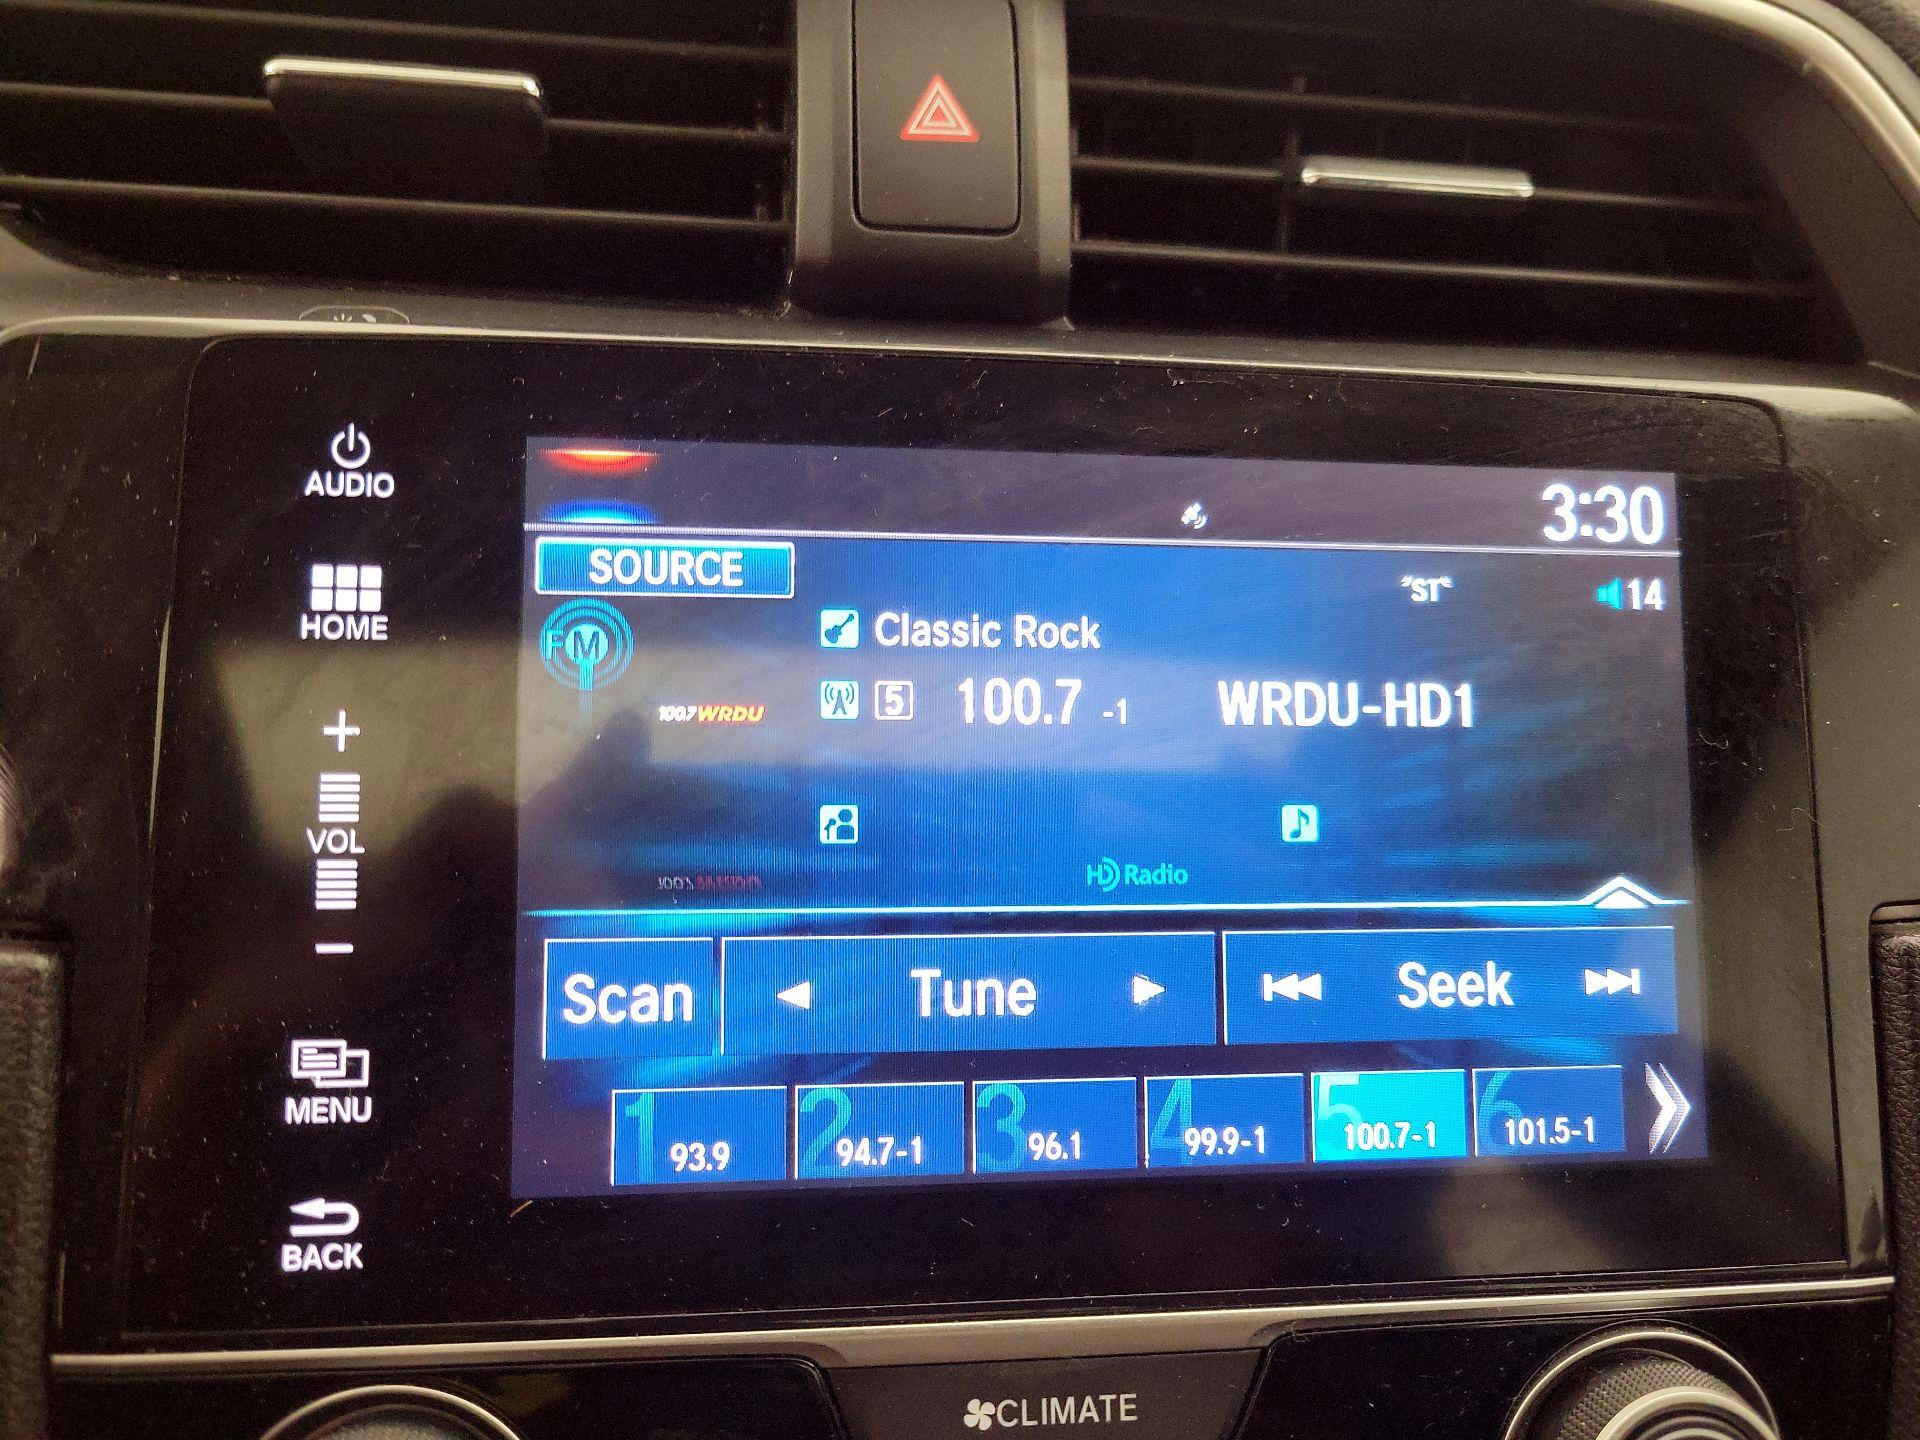 AUDIO
HOME
+
VOL
-
MENU
BACK
3:30
SOURCE
"ST"
14
FM
Classic Rock
100.7 WRDU
5 100.7 -1 WRDU-HD1
HD Radio
Scan
Tune
Seek
1 93.9
2 94.7-1
3 96.1
4 99.9-1
5 100.7-1
6 101.5-1
CLIMATE